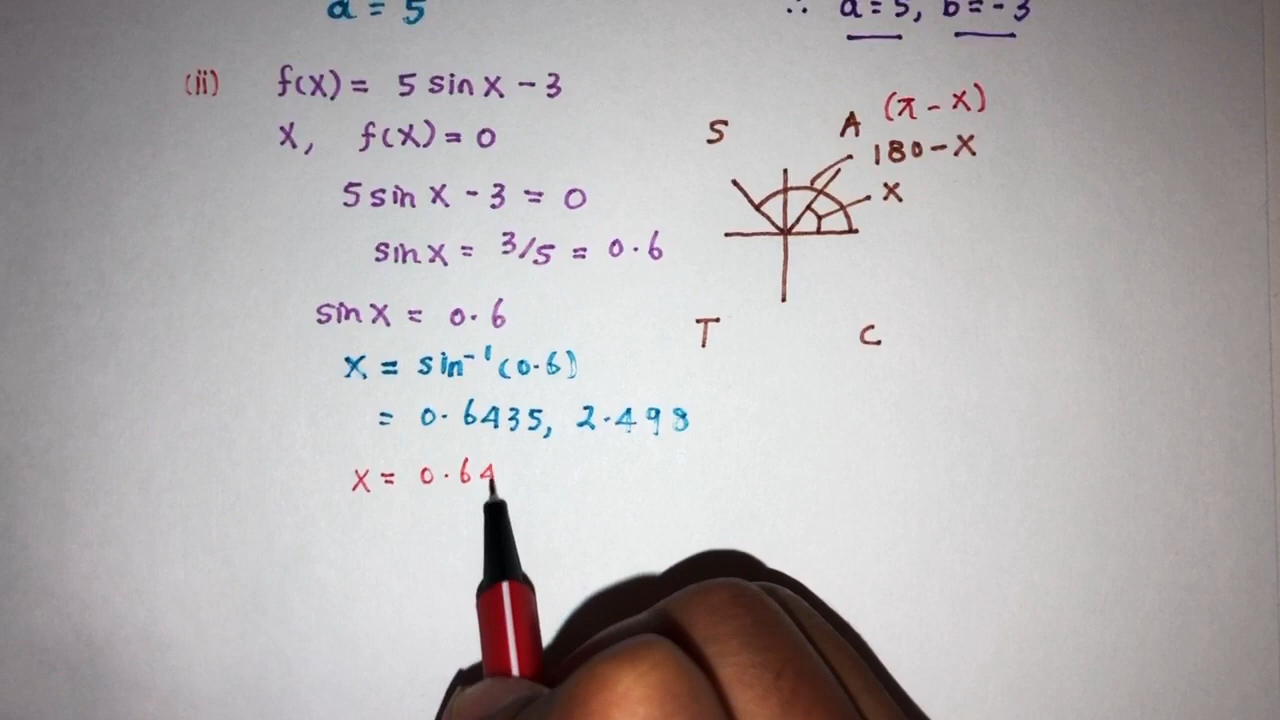 a = 5
∴ a = 5, b = -3
(ii) f(x) = 5 sin x - 3
x, f(x) = 0
5 sin x - 3 = 0
sin x = 3/5 = 0.6
sin x = 0.6
x = sin⁻¹(0.6)
= 0.6435, 2.498
x = 0.64
S A (π - x)
180 - x
x
T C